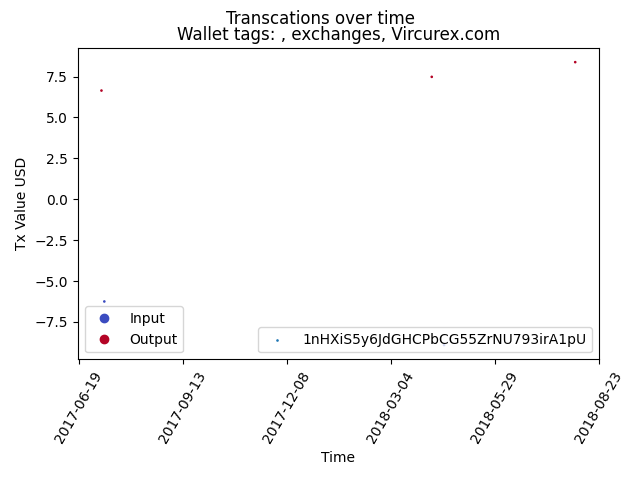 Transcations over time
Wallet tags: , exchanges, Vircurex.com
Tx Value USD
7.5
5.0
2.5
0.0
−2.5
−5.0
−7.5
Input
Output
1nHXiS5y6JdGHCPbCG55ZrNU793irA1pU
2017-06-19
2017-09-13
2017-12-08
2018-03-04
2018-05-29
2018-08-23
Time